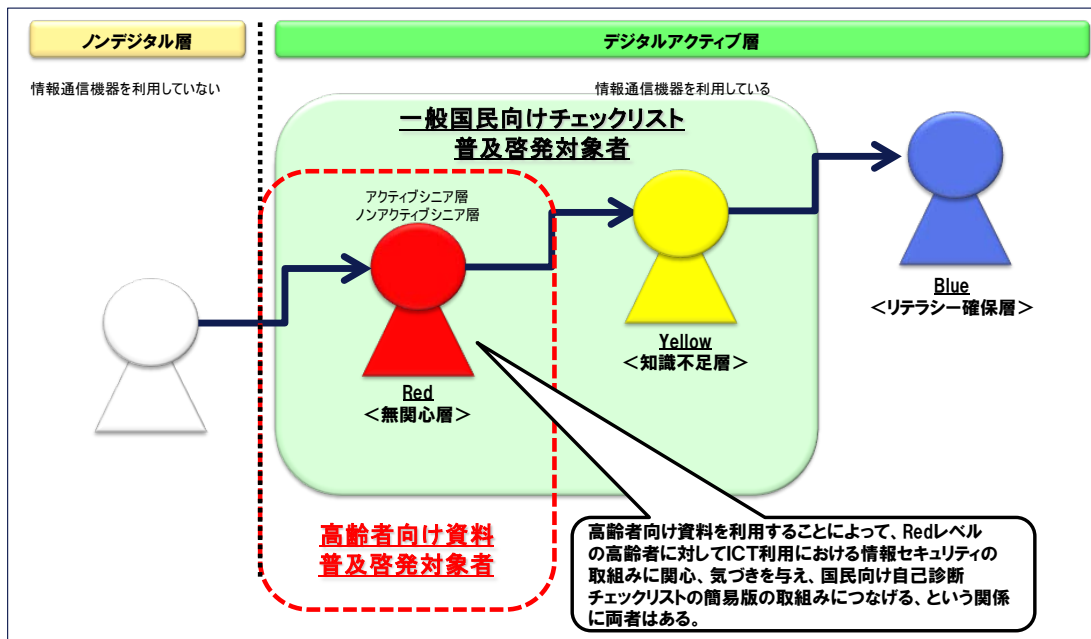 ノンデジタル層
デジタルアクティブ層
情報通信機器を利用していない
情報通信機器を利用している
一般国民向けチェックリスト
普及啓発対象者
アクティブシニア層
ノンアクティブシニア層
Red
＜無関心層＞
Yellow
＜知識不足層＞
Blue
＜リテラシー確保層＞
高齢者向け資料
普及啓発対象者
高齢者向け資料を利用することによって、Redレベル
の高齢者に対してICT利用における情報セキュリティの
取組みに関心、気づきを与え、国民向け自己診断
チェックリストの簡易版の取組みにつなげる、という関係
に両者はある。